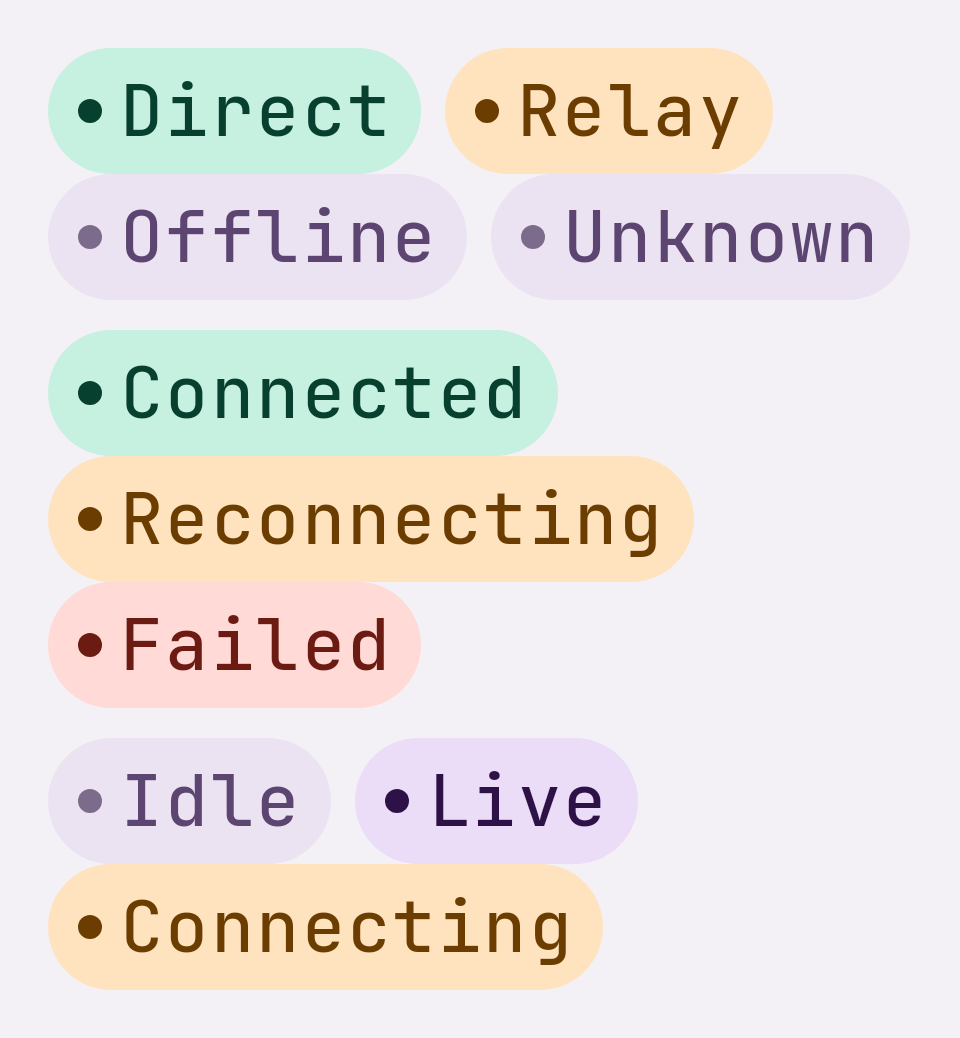 Direct Relay
Offline Unknown
Connected
Reconnecting
Failed
Idle Live
Connecting